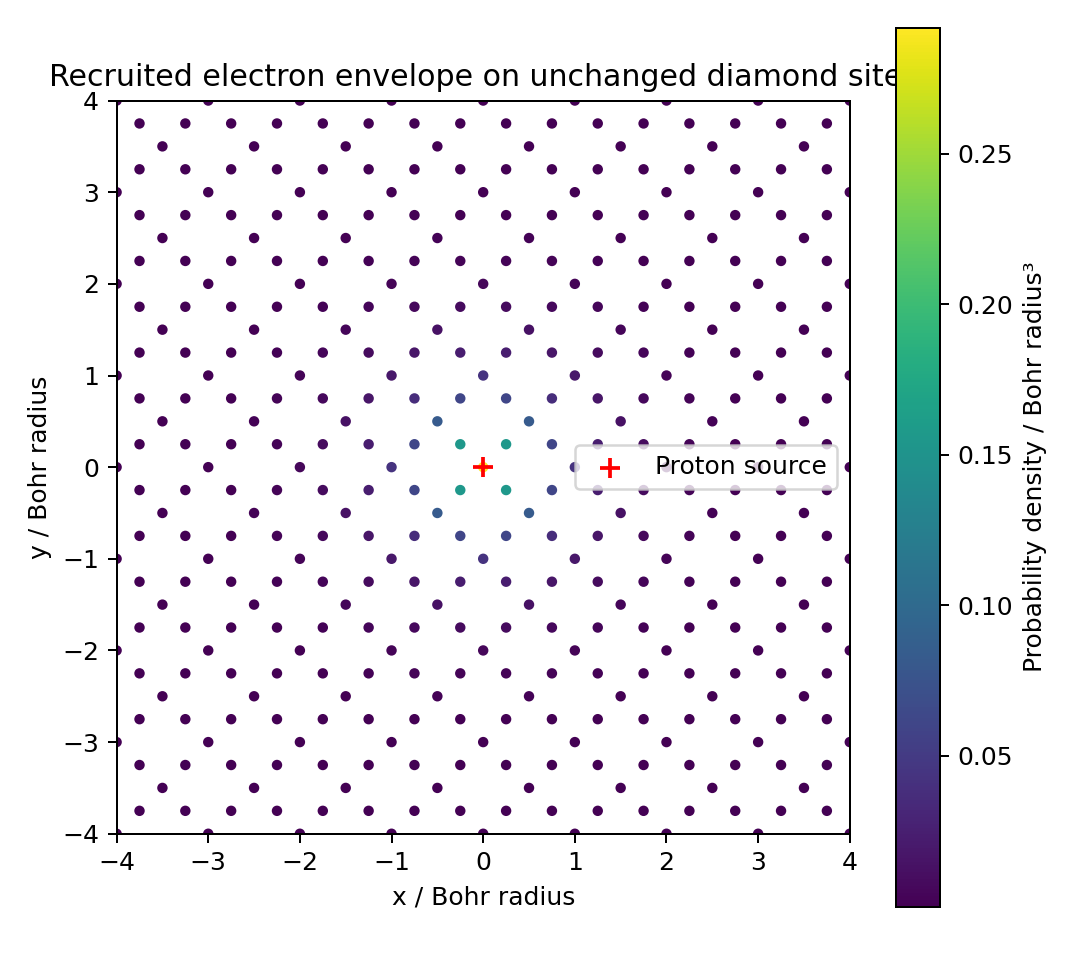 Recruited electron envelope on unchanged diamond site
4
3
2
1
0
−1
−2
−3
−4
y / Bohr radius
−4 −3 −2 −1 0 1 2 3 4
x / Bohr radius
Proton source
0.25
0.20
0.15
0.10
0.05
Probability density / Bohr radius³